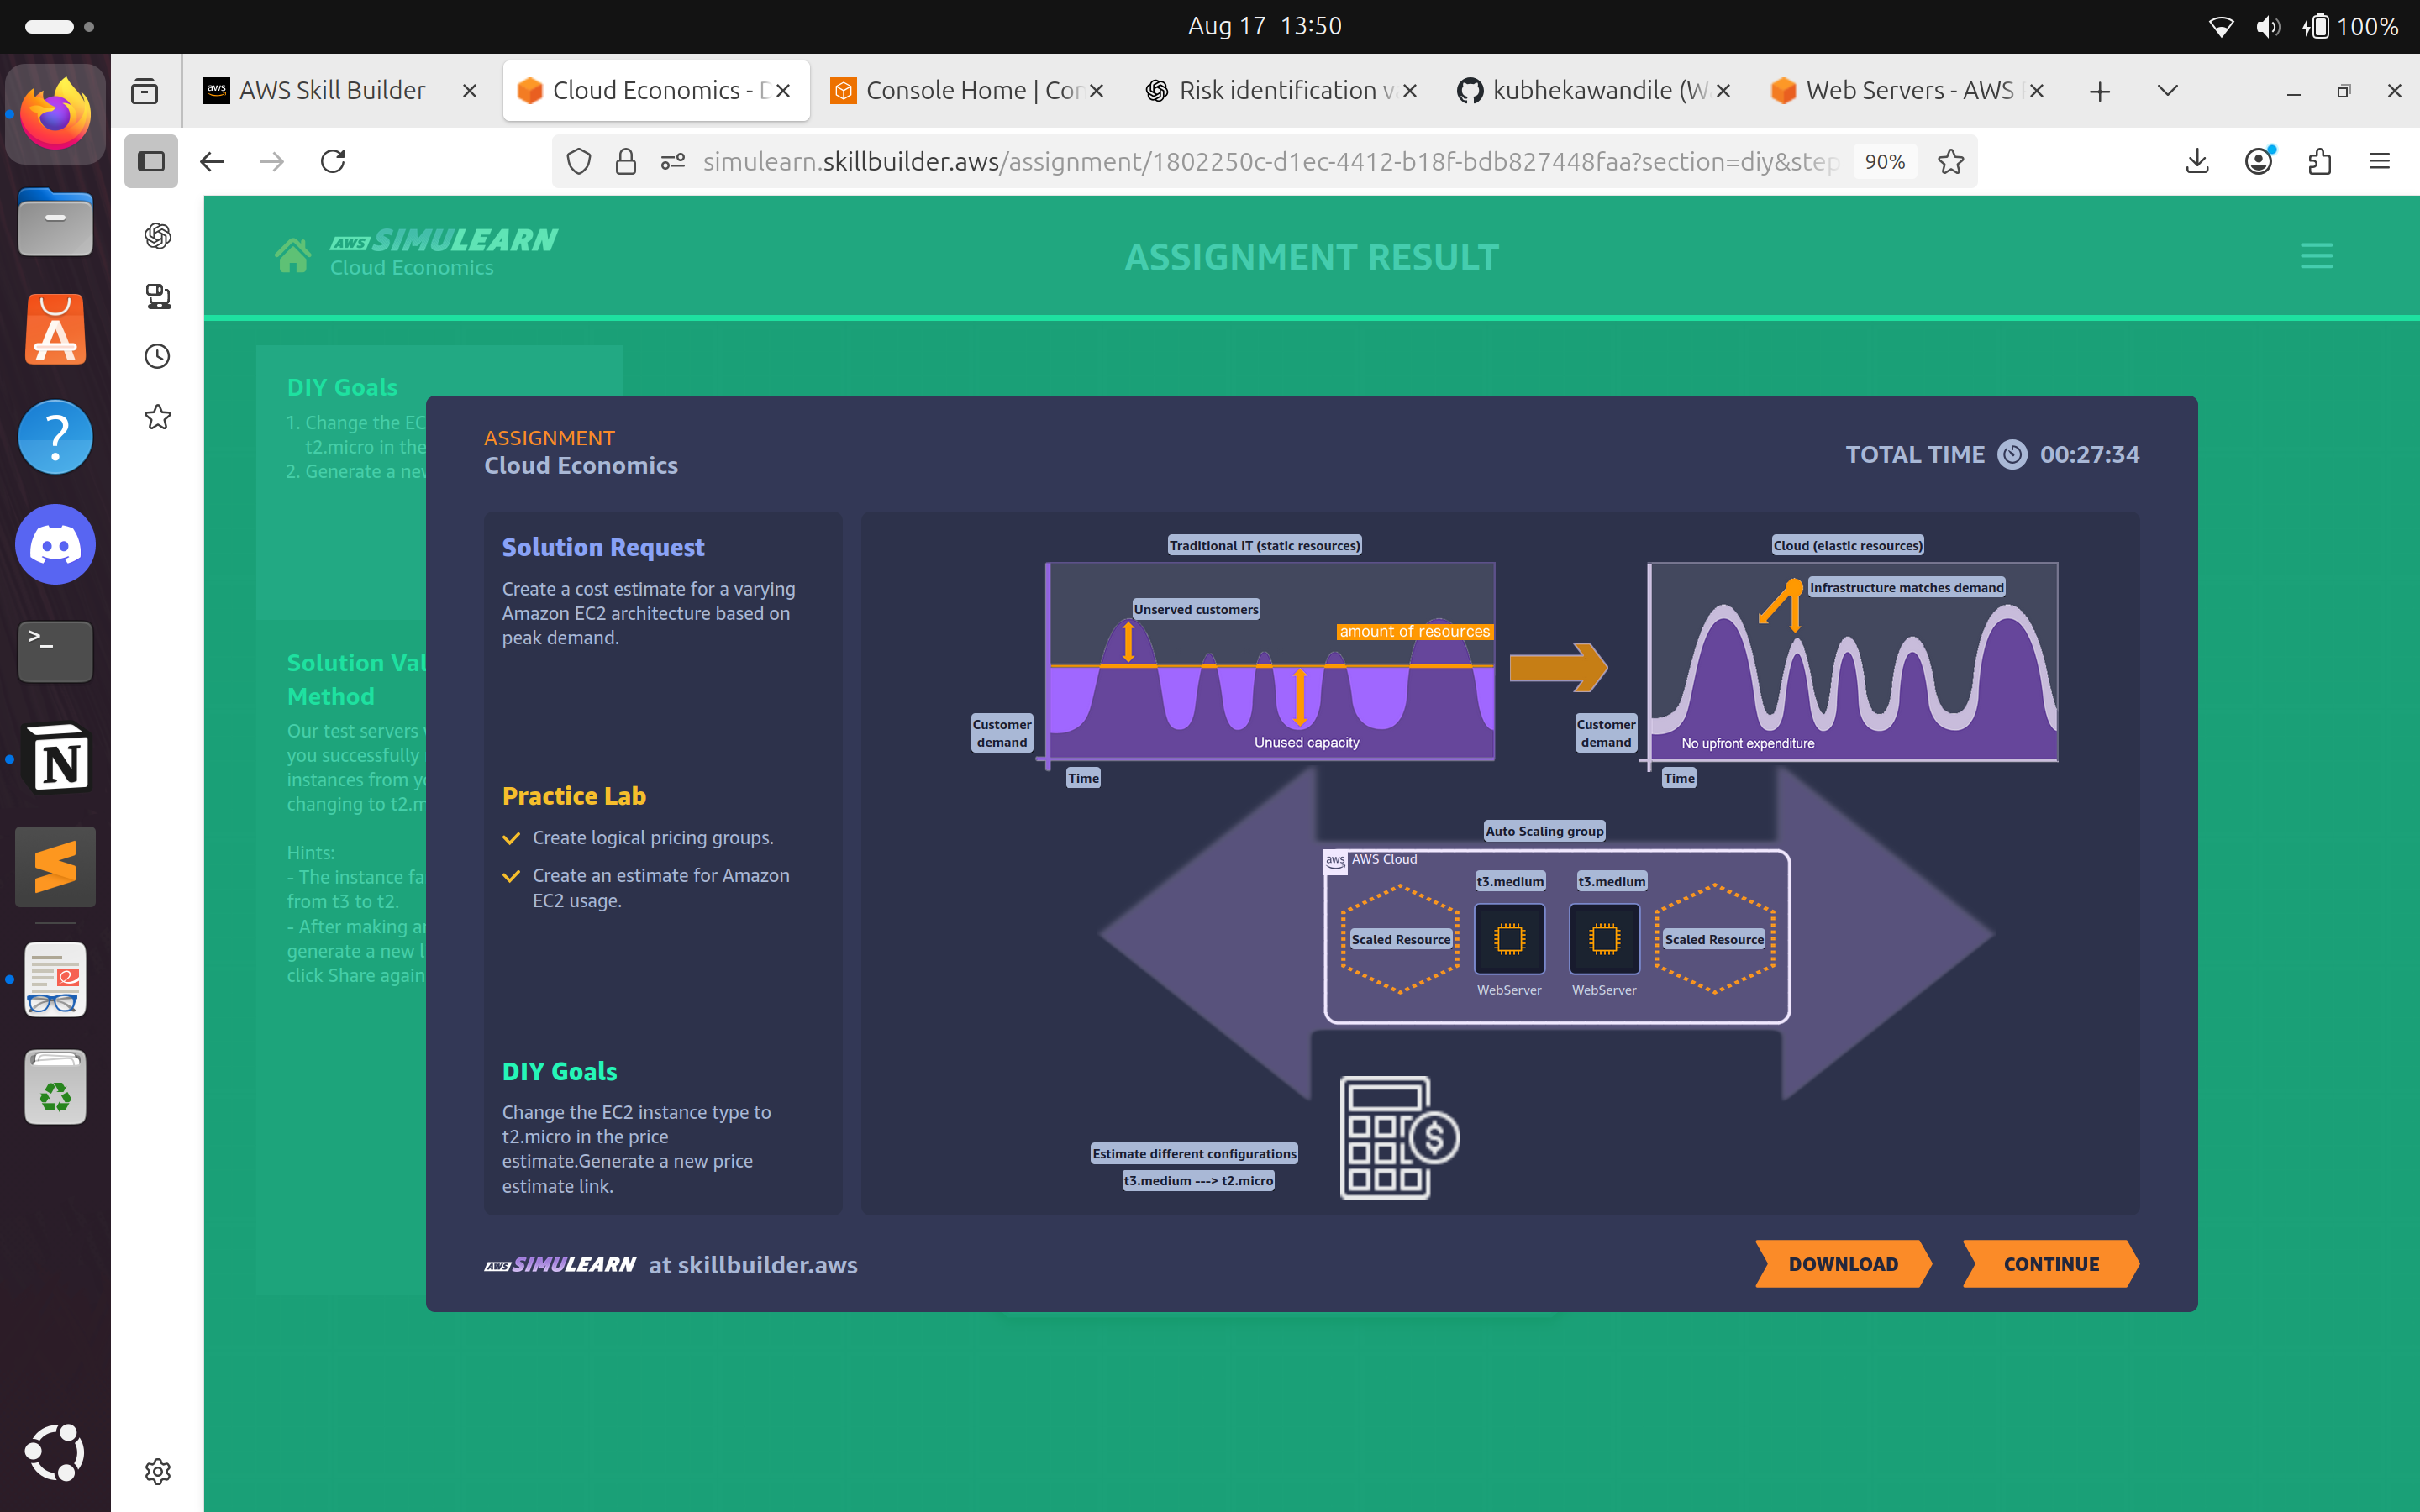 Aug 17 13:50
100%
AWS Skill Builder
Cloud Economics - D
Console Home | Con
Risk identification v
kubhekawandile (W
Web Servers - AWS
simulearn.skillbuilder.aws/assignment/1802250c-d1ec-4412-b18f-bdb827448faa?section=diy&step
90%
aws SIMULEARN
Cloud Economics
ASSIGNMENT RESULT
DIY Goals
1. Change the EC
t2.micro in the
2. Generate a new
Solution Val
Method
Our test servers
you successfully
instances from yo
changing to t2.m
Hints:
- The instance fa
from t3 to t2.
- After making an
generate a new l
click Share again
ASSIGNMENT
Cloud Economics
TOTAL TIME 00:27:34
Solution Request
Create a cost estimate for a varying
Amazon EC2 architecture based on
peak demand.
Practice Lab
Create logical pricing groups.
Create an estimate for Amazon
EC2 usage.
DIY Goals
Change the EC2 instance type to
t2.micro in the price
estimate.Generate a new price
estimate link.
Traditional IT (static resources)
Unserved customers
amount of resources
Customer
demand
Unused capacity
Time
Cloud (elastic resources)
Infrastructure matches demand
Customer
demand
No upfront expenditure
Time
Auto Scaling group
aws AWS Cloud
t3.medium t3.medium
Scaled Resource
Scaled Resource
WebServer WebServer
Estimate different configurations
t3.medium ---> t2.micro
aws SIMULEARN at skillbuilder.aws
DOWNLOAD
CONTINUE